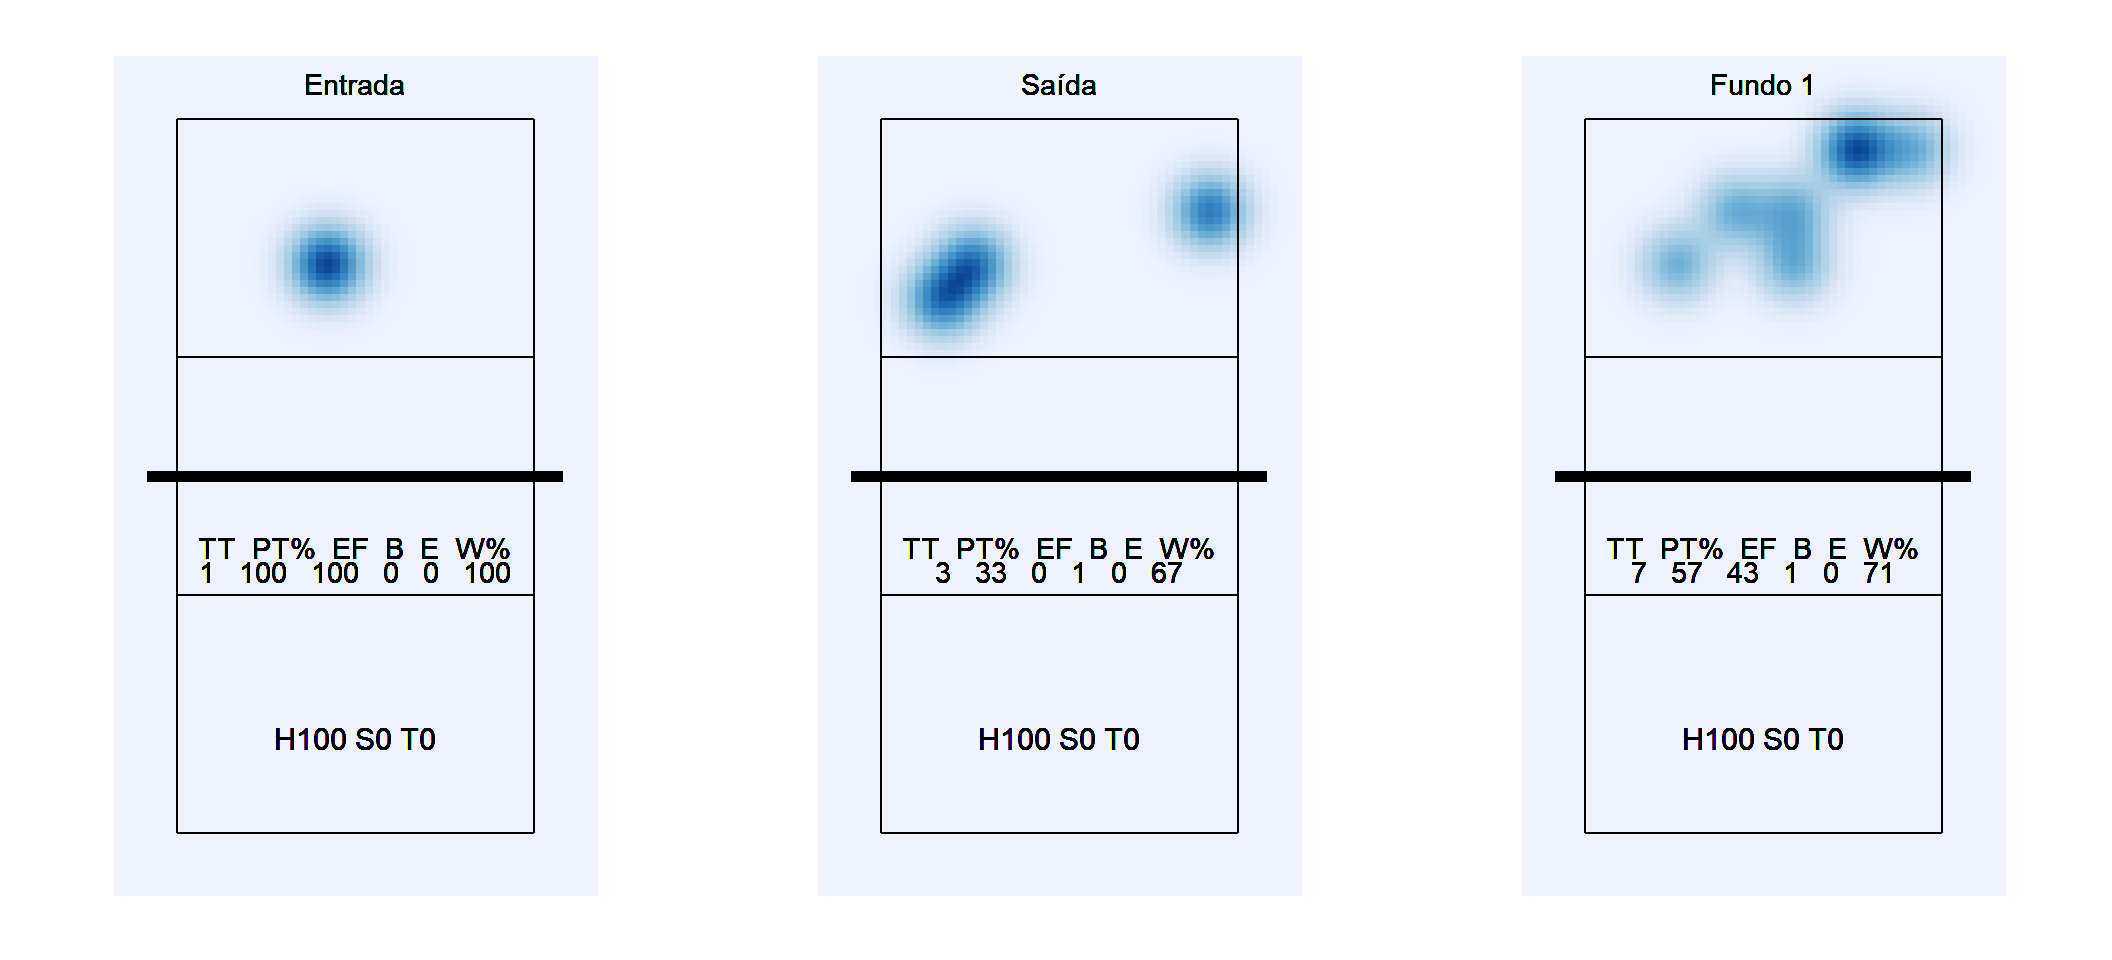 Entrada
TT PT% EF B E W%
1 100 100 0 0 100
H100 S0 T0
Saída
TT PT% EF B E W%
3 33 0 1 0 67
H100 S0 T0
Fundo 1
TT PT% EF B E W%
7 57 43 1 0 71
H100 S0 T0